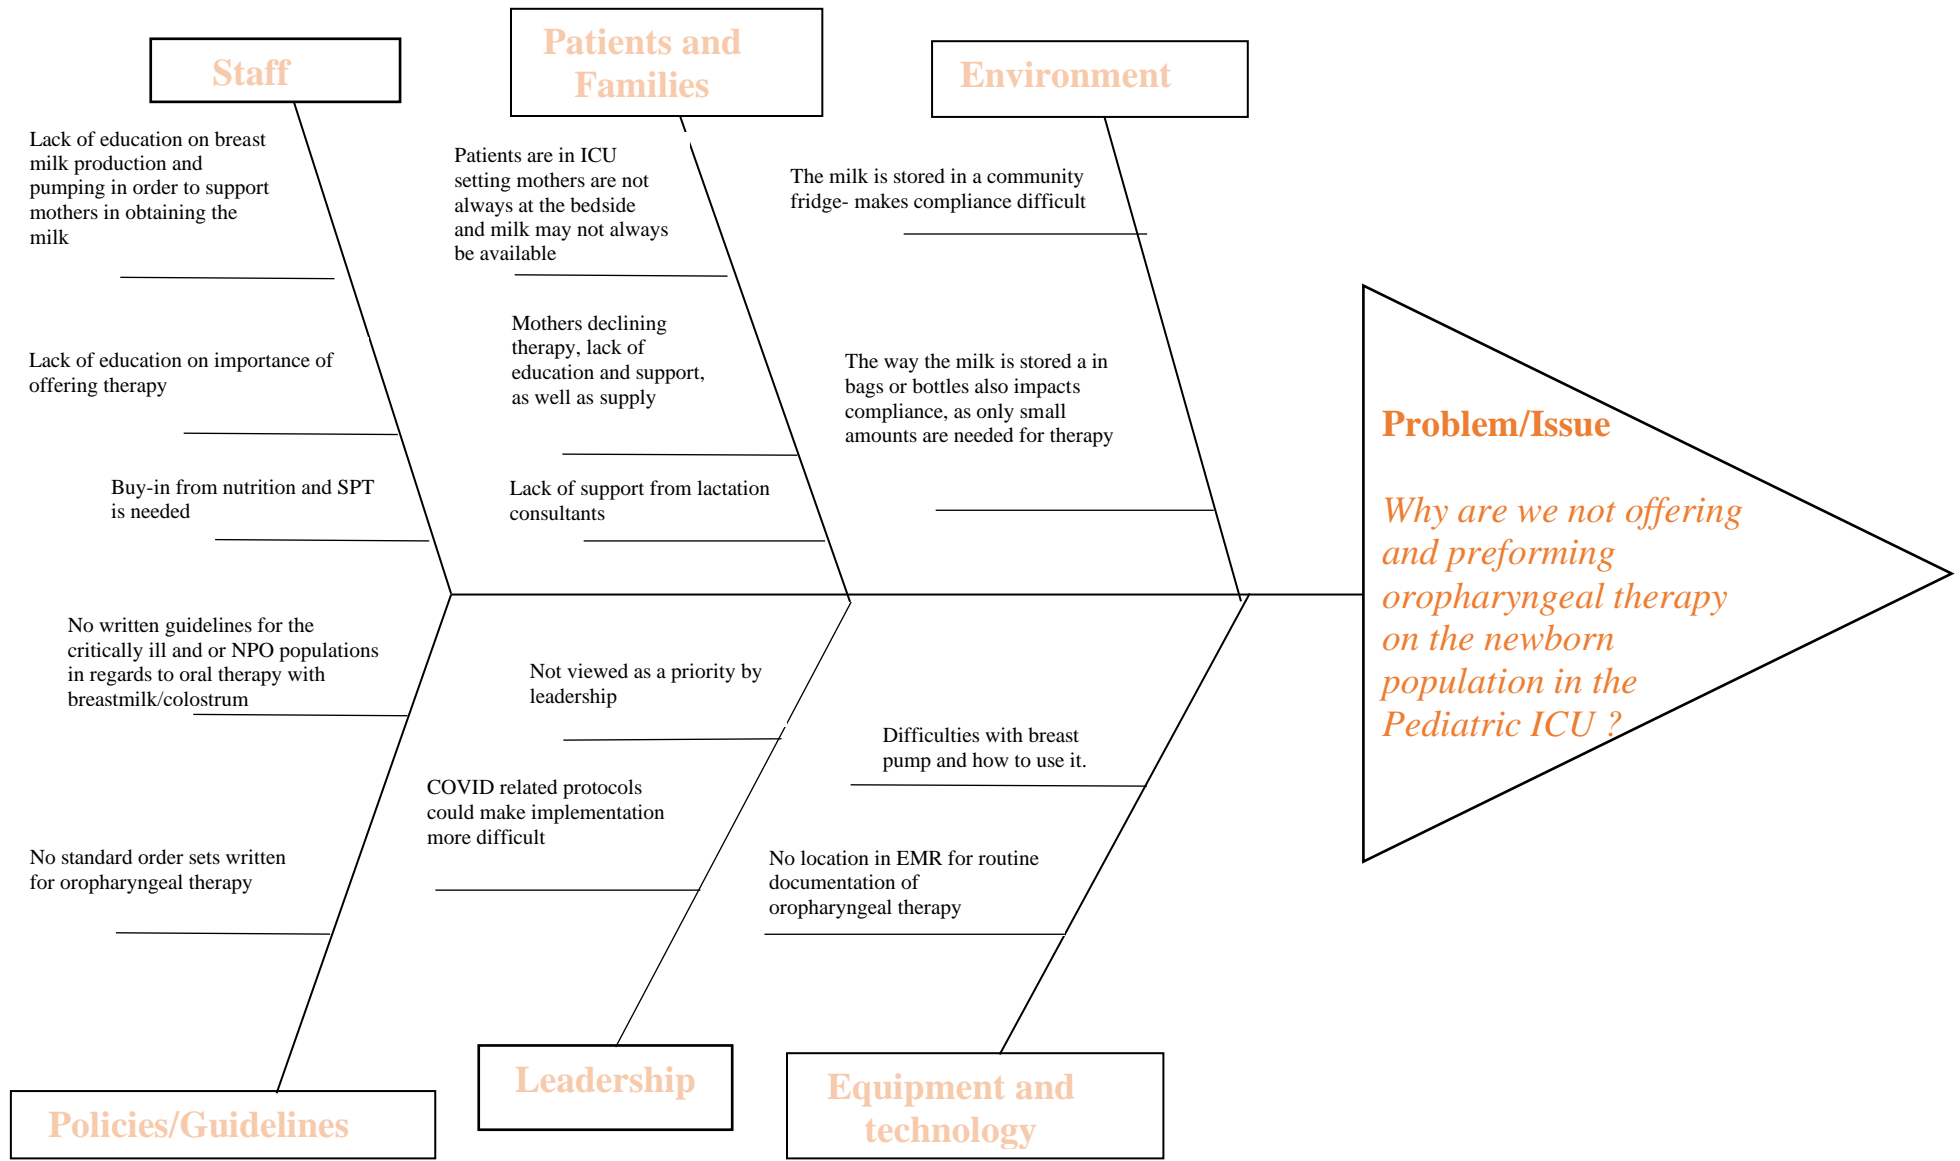 Staff
Lack of education on breast
milk production and
pumping in order to support
mothers in obtaining the
milk
Lack of education on importance of
offering therapy
Buy-in from nutrition and SPT
is needed
Patients and
Families
Patients are in ICU
setting mothers are not
always at the bedside
and milk may not always
be available
Mothers declining
therapy, lack of
education and support,
as well as supply
Lack of support from lactation
consultants
Environment
The milk is stored in a community
fridge- makes compliance difficult
The way the milk is stored a in
bags or bottles also impacts
compliance, as only small
amounts are needed for therapy
Problem/Issue
Why are we not offering
and preforming
oropharyngeal therapy
on the newborn
population in the
Pediatric ICU ?
No written guidelines for the
critically ill and or NPO populations
in regards to oral therapy with
breastmilk/colostrum
No standard order sets written
for oropharyngeal therapy
Policies/Guidelines
Not viewed as a priority by
leadership
COVID related protocols
could make implementation
more difficult
Leadership
Difficulties with breast
pump and how to use it.
No location in EMR for routine
documentation of
oropharyngeal therapy
Equipment and
technology